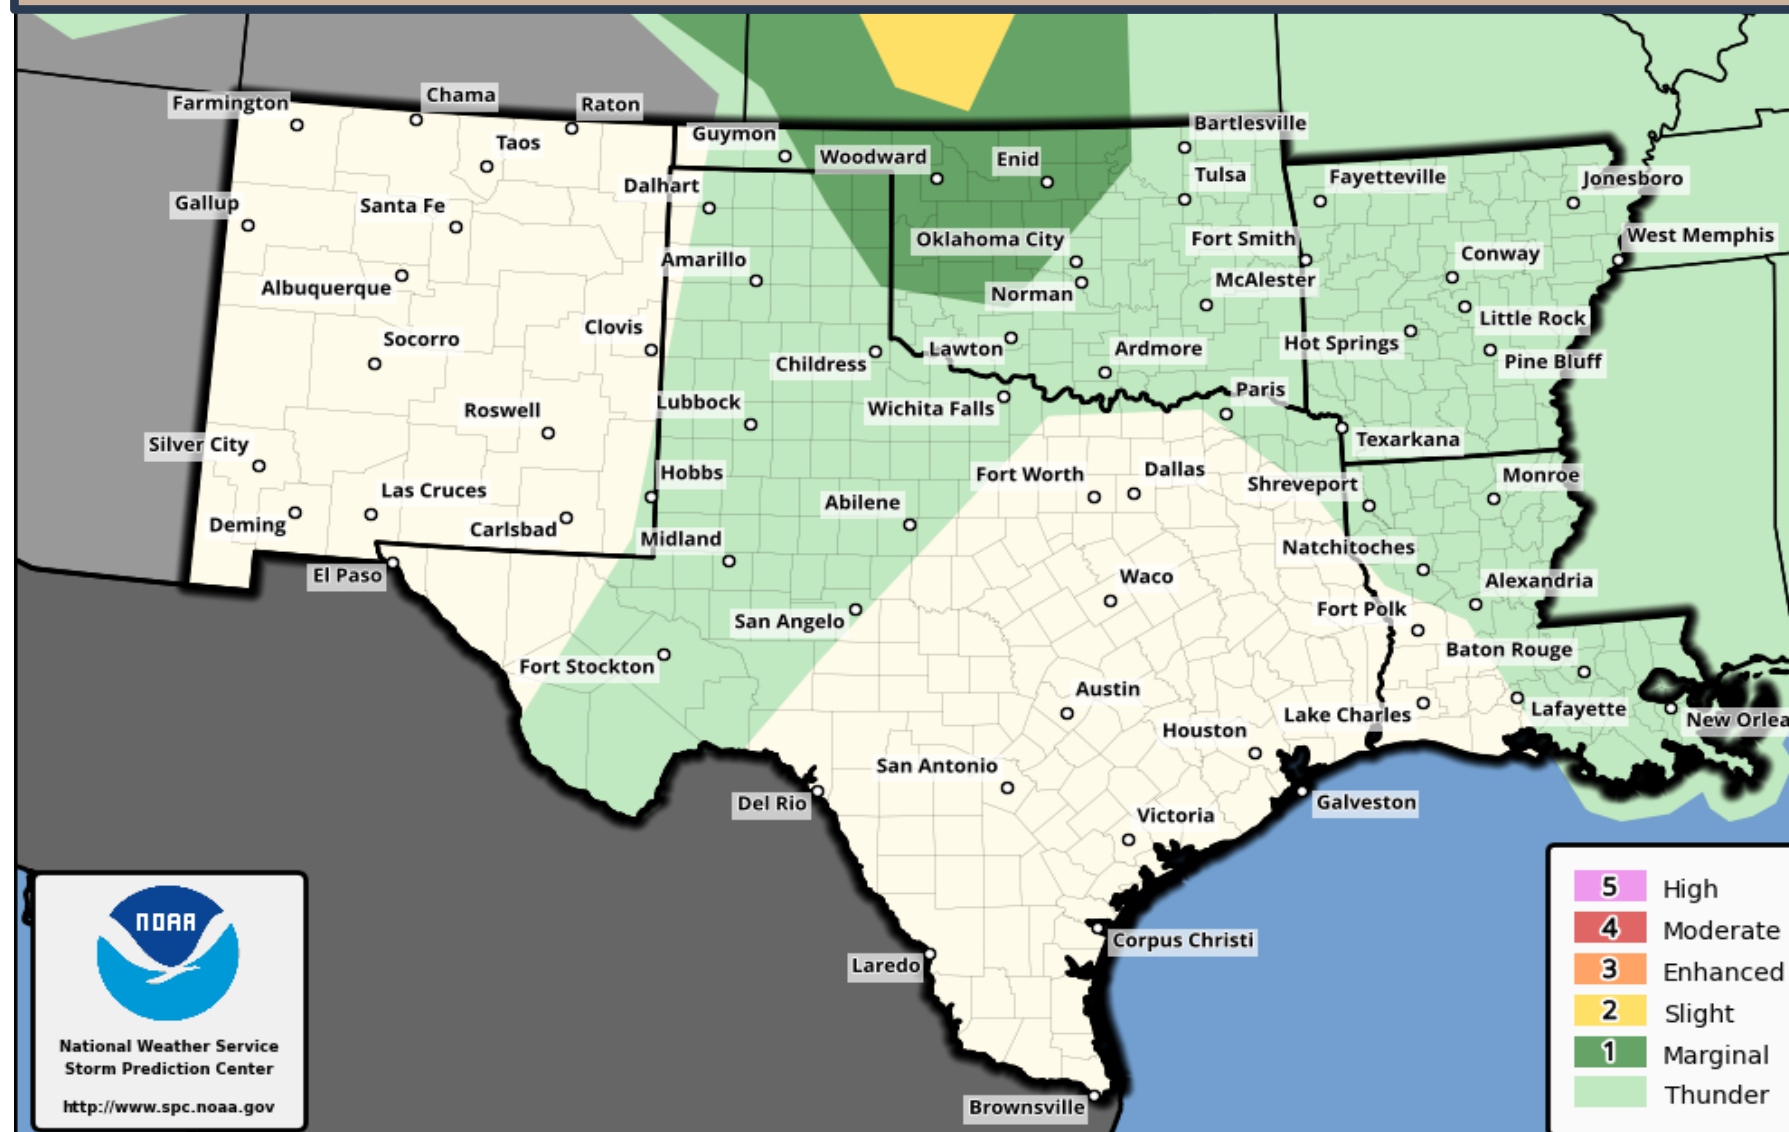 Farmington
Chama
Raton
Taos
Guymon
Woodward
Enid
Bartlesville
Gallup
Santa Fe
Dalhart
Tulsa
Fayetteville
Jonesboro
Albuquerque
Amarillo
Oklahoma City
Fort Smith
West Memphis
Norman
McAlester
Conway
Socorro
Clovis
Childress
Lawton
Ardmore
Hot Springs
Little Rock
Pine Bluff
Roswell
Lubbock
Wichita Falls
Paris
Texarkana
Silver City
Las Cruces
Hobbs
Fort Worth
Dallas
Shreveport
Monroe
Deming
Carlsbad
Midland
Abilene
Natchitoches
El Paso
Waco
Alexandria
San Angelo
Fort Polk
Fort Stockton
Baton Rouge
Austin
Houston
Lake Charles
Lafayette
New Orlea
San Antonio
Del Rio
Victoria
Galveston
Corpus Christi
Laredo
Brownsville
NOAA
National Weather Service
Storm Prediction Center
http://www.spc.noaa.gov
5 High
4 Moderate
3 Enhanced
2 Slight
1 Marginal
Thunder